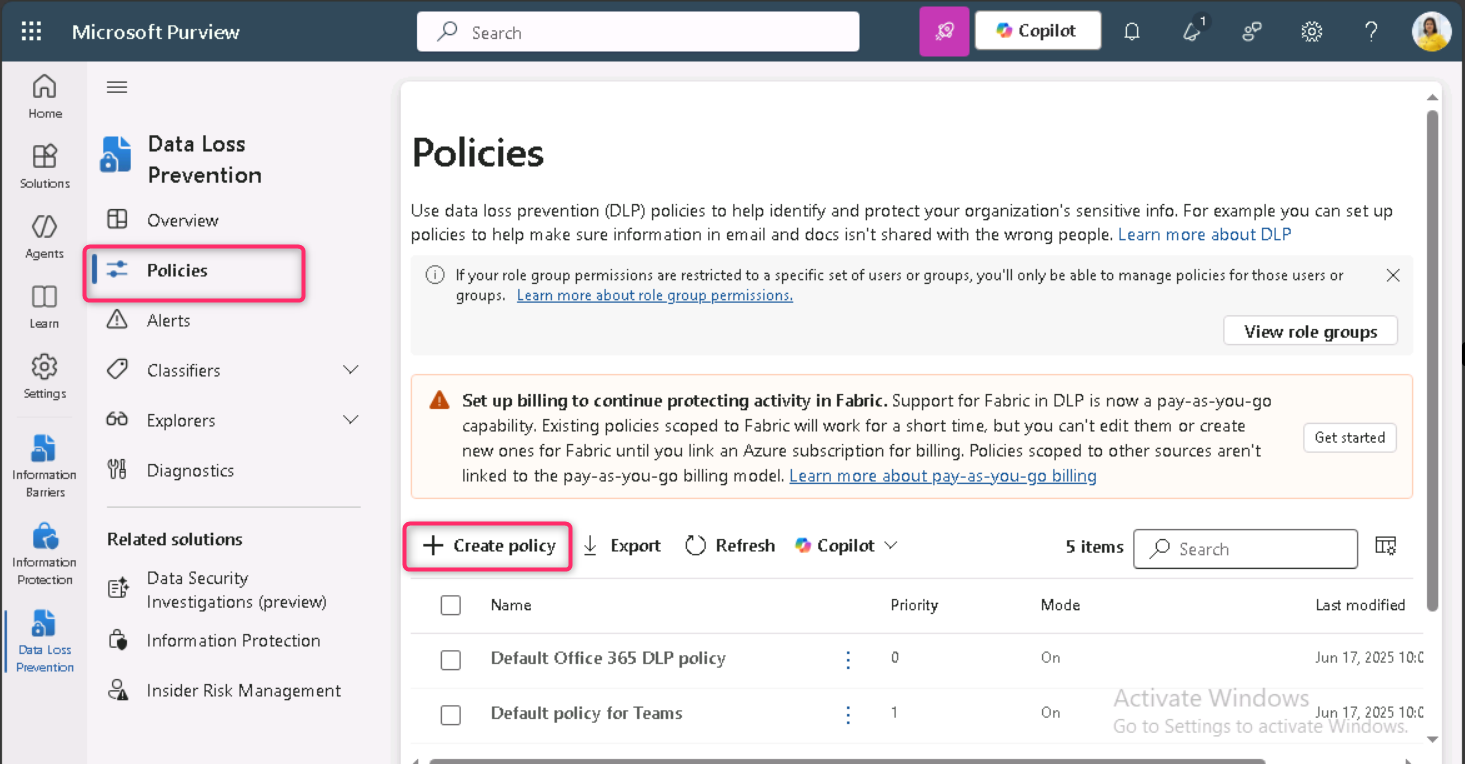 Microsoft Purview
Search
Copilot
1
Home
Solutions
Agents
Learn
Settings
Information
Barriers
Information
Protection
Data Loss
Prevention
Data Loss
Prevention
Overview
Policies
Alerts
Classifiers
Explorers
Diagnostics
Related solutions
Data Security
Investigations (preview)
Information Protection
Insider Risk Management
Policies
Use data loss prevention (DLP) policies to help identify and protect your organization's sensitive info. For example you can set up
policies to help make sure information in email and docs isn't shared with the wrong people. Learn more about DLP
If your role group permissions are restricted to a specific set of users or groups, you'll only be able to manage policies for those users or
groups. Learn more about role group permissions.
View role groups
Set up billing to continue protecting activity in Fabric. Support for Fabric in DLP is now a pay-as-you-go
capability. Existing policies scoped to Fabric will work for a short time, but you can't edit them or create
new ones for Fabric until you link an Azure subscription for billing. Policies scoped to other sources aren't
linked to the pay-as-you-go billing model. Learn more about pay-as-you-go billing
Get started
Create policy Export Refresh Copilot 5 items Search
Name Priority Mode Last modified
Default Office 365 DLP policy 0 On Jun 17, 2025 10:0
Default policy for Teams 1 On Jun 17, 2025 10:0
Activate Windows
Go to Settings to activate Windows.